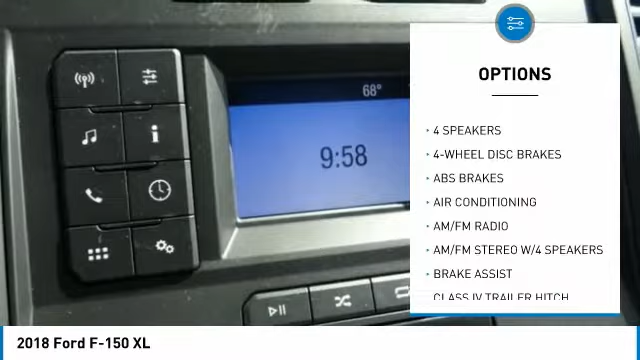 68°
9:58
OPTIONS
4 SPEAKERS
4-WHEEL DISC BRAKES
ABS BRAKES
AIR CONDITIONING
AM/FM RADIO
AM/FM STEREO W/4 SPEAKERS
BRAKE ASSIST
CLASS IV TRAILER HITCH
2018 Ford F-150 XL